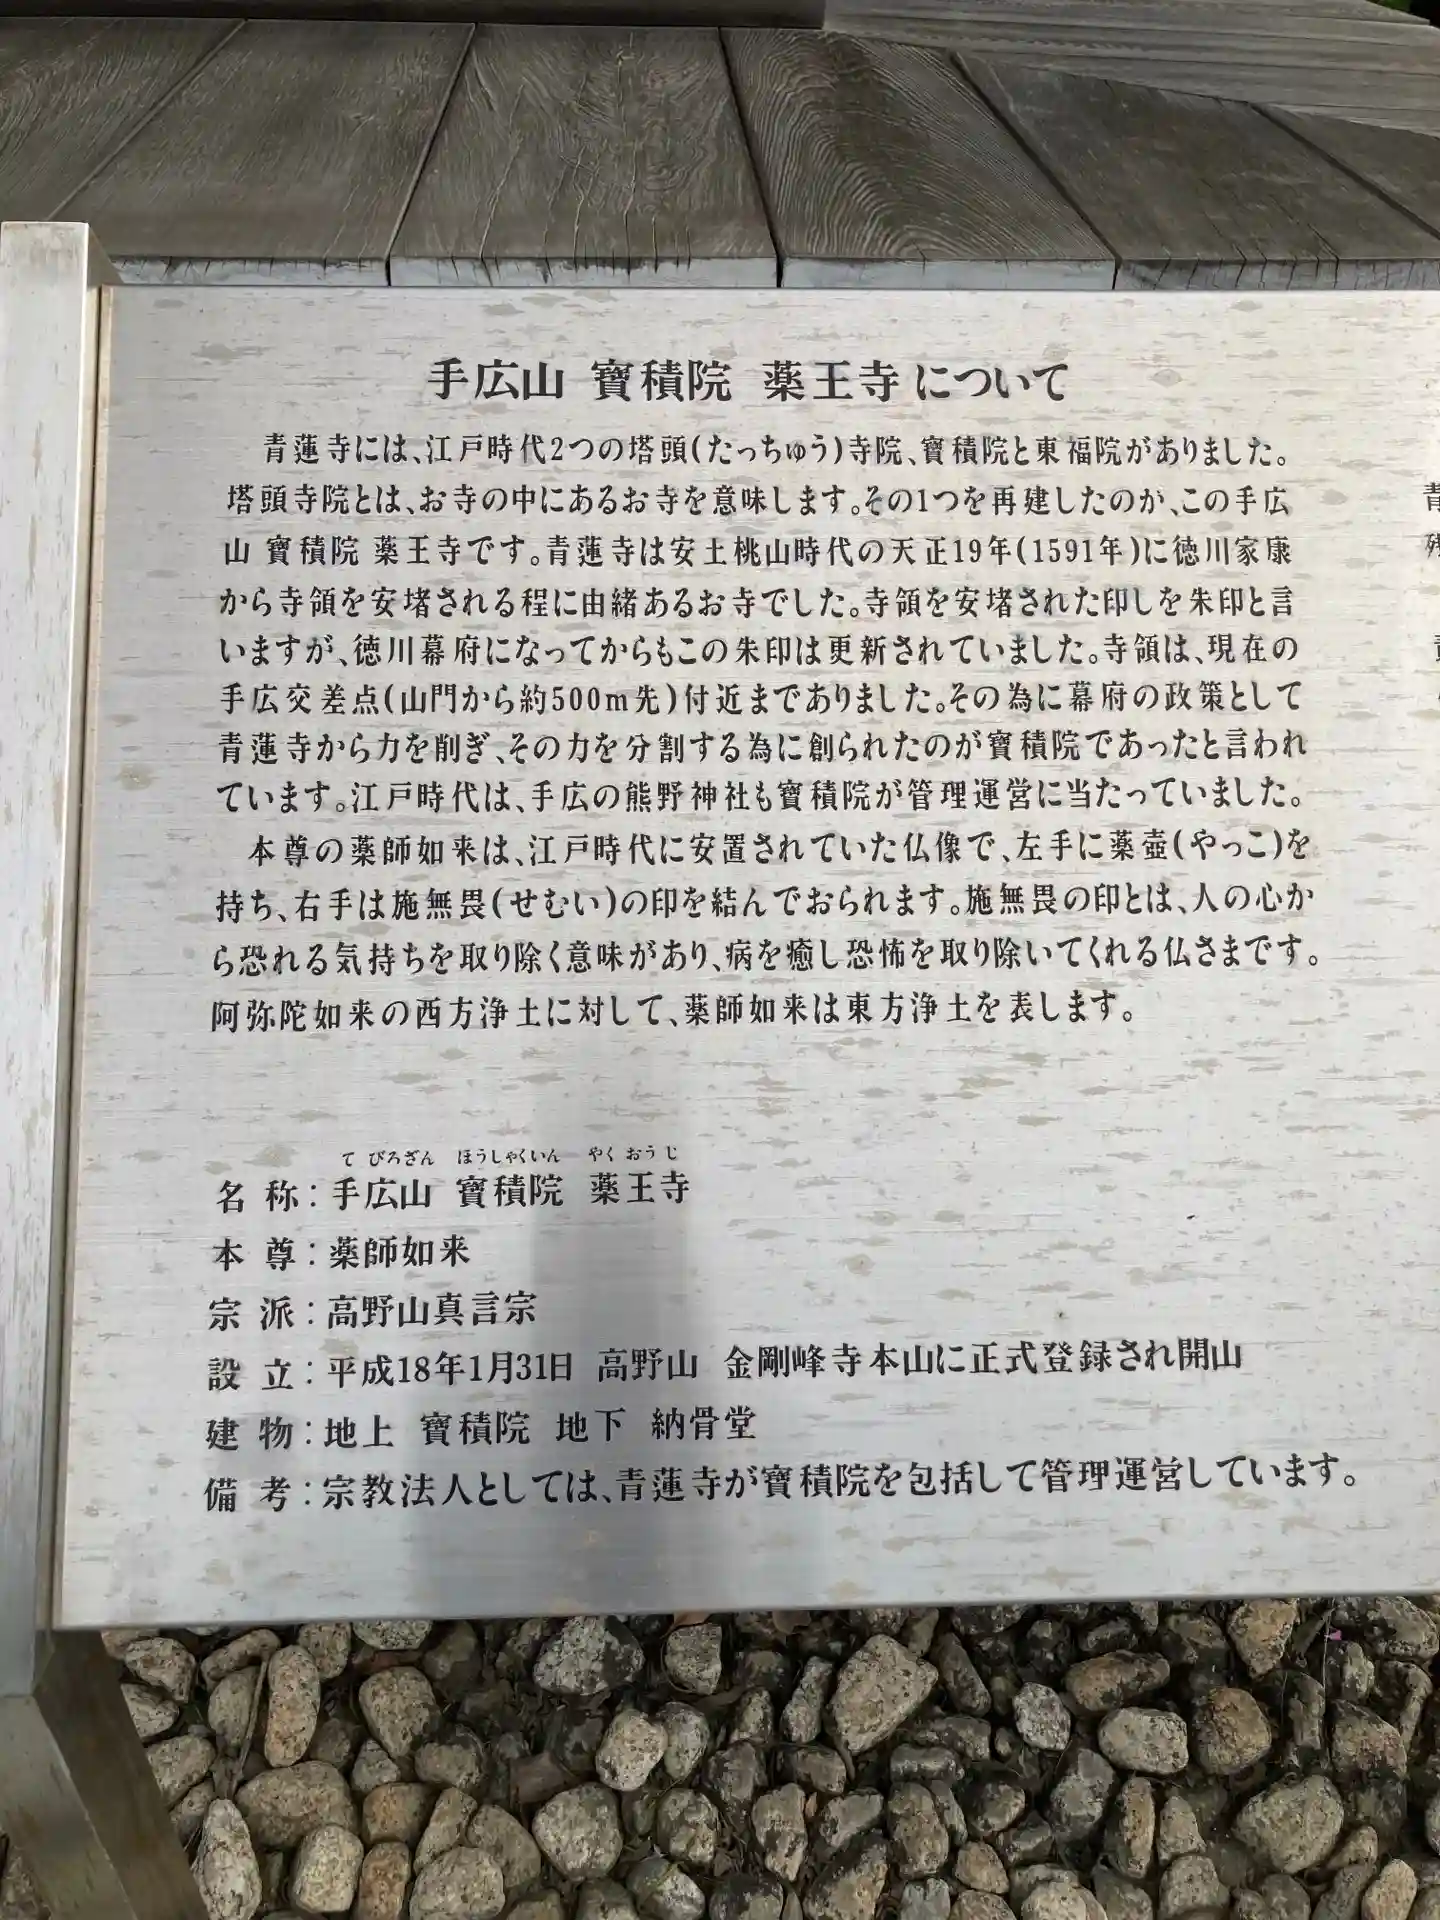 手広山 寶積院 薬王寺について
青蓮寺には、江戸時代2つの塔頭(たっちゅう)寺院、寶積院と東福院がありました。
塔頭寺院とは、お寺の中にあるお寺を意味します。その1つを再建したのが、この手広
山 寶積院 薬王寺です。青蓮寺は安土桃山時代の天正19年(1591年)に徳川家康
から寺領を安堵される程に由緒あるお寺でした。寺領を安堵された印しを朱印と言
いますが、徳川幕府になってからもこの朱印は更新されていました。寺領は、現在の
手広交差点(山門から約500m先)付近までありました。その為に幕府の政策として
青蓮寺から力を削ぎ、その力を分割する為に創られたのが寶積院であったと言われ
ています。江戸時代は、手広の熊野神社も寶積院が管理運営に当たっていました。
本尊の薬師如来は、江戸時代に安置されていた仏像で、左手に薬壺(やっこ)を
持ち、右手は施無畏(せむい)の印を結んでおられます。施無畏の印とは、人の心か
ら恐れる気持ちを取り除く意味があり、病を癒し恐怖を取り除いてくれる仏さまです。
阿弥陀如来の西方浄土に対して、薬師如来は東方浄土を表します。
てびろざん ほうしゃくいん やくおうじ
名 称:手広山 寶積院 薬王寺
本 尊:薬師如来
宗 派:高野山真言宗
設 立:平成18年1月31日 高野山 金剛峰寺本山に正式登録され開山
建 物:地上 寶積院 地下 納骨堂
備 考:宗教法人としては、青蓮寺が寶積院を包括して管理運営しています。
青